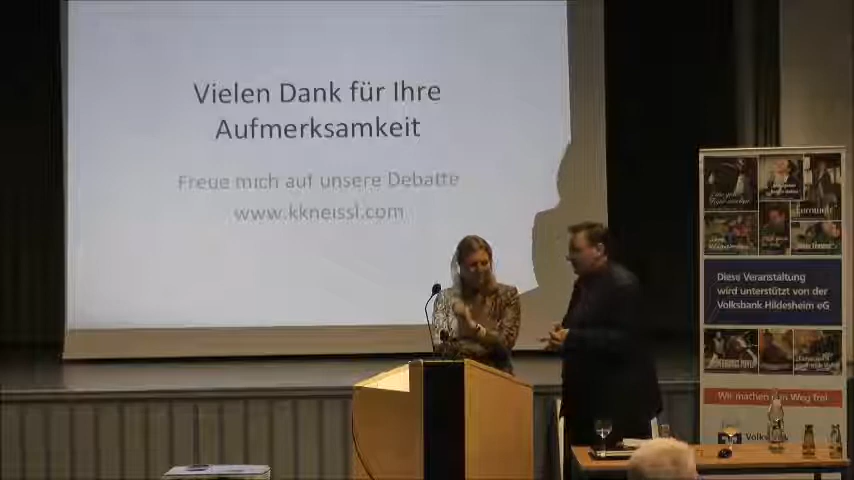 Vielen Dank für Ihre
Aufmerksamkeit
Freue mich auf unsere Debatte
www.kkneissl.com
Diese Veranstaltung
wird unterstützt von der
Volksbank Hildesheim eG
Wir machen den Weg frei.